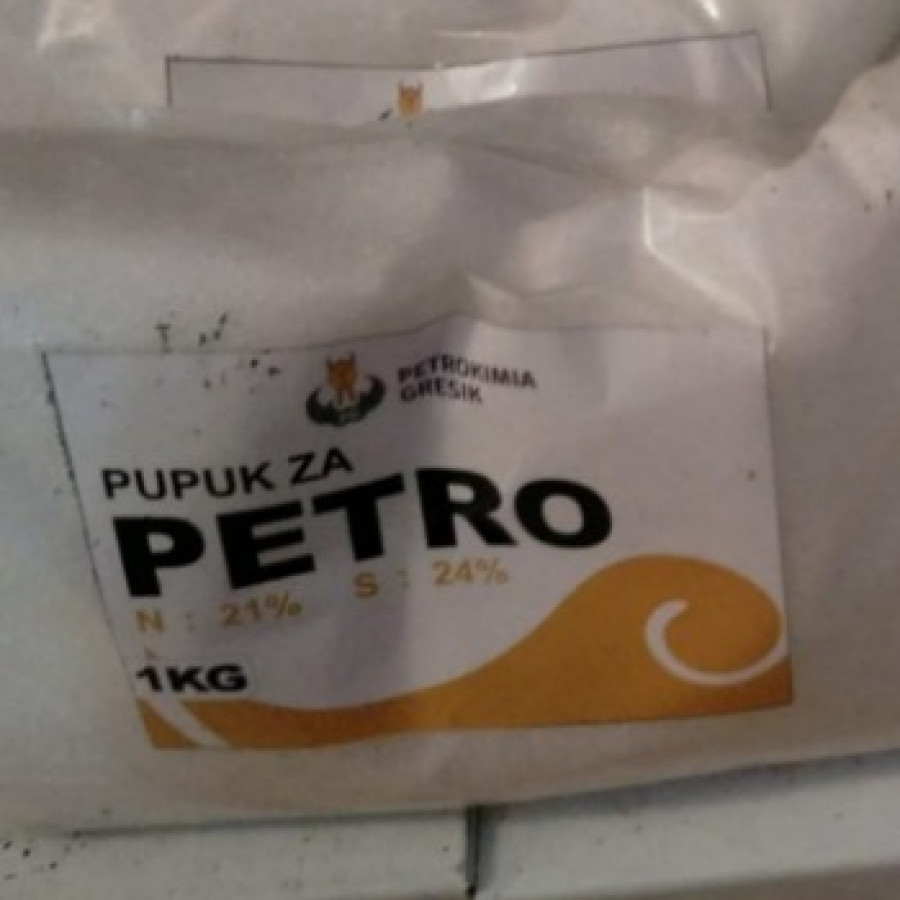 PETROKIMIA
GRESIK
PUPUK ZA
PETRO
N : 21% S : 24%
1KG